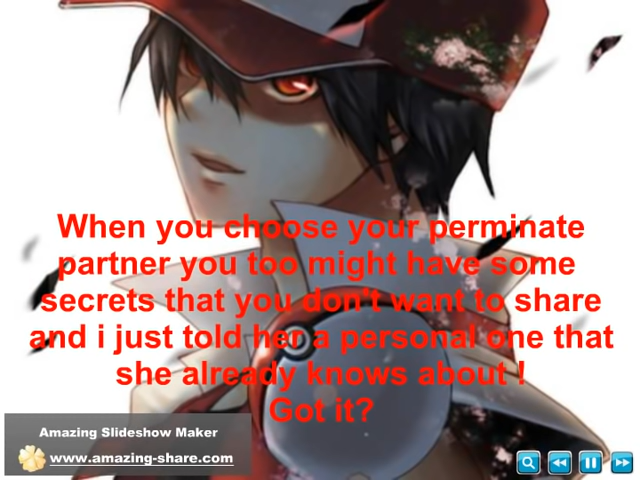 When you choose your perminate
partner you too might have some
secrets that you don't want to share
and i just told her a personal one that
she already knows about !
Got it?
Amazing Slideshow Maker
www.amazing-share.com